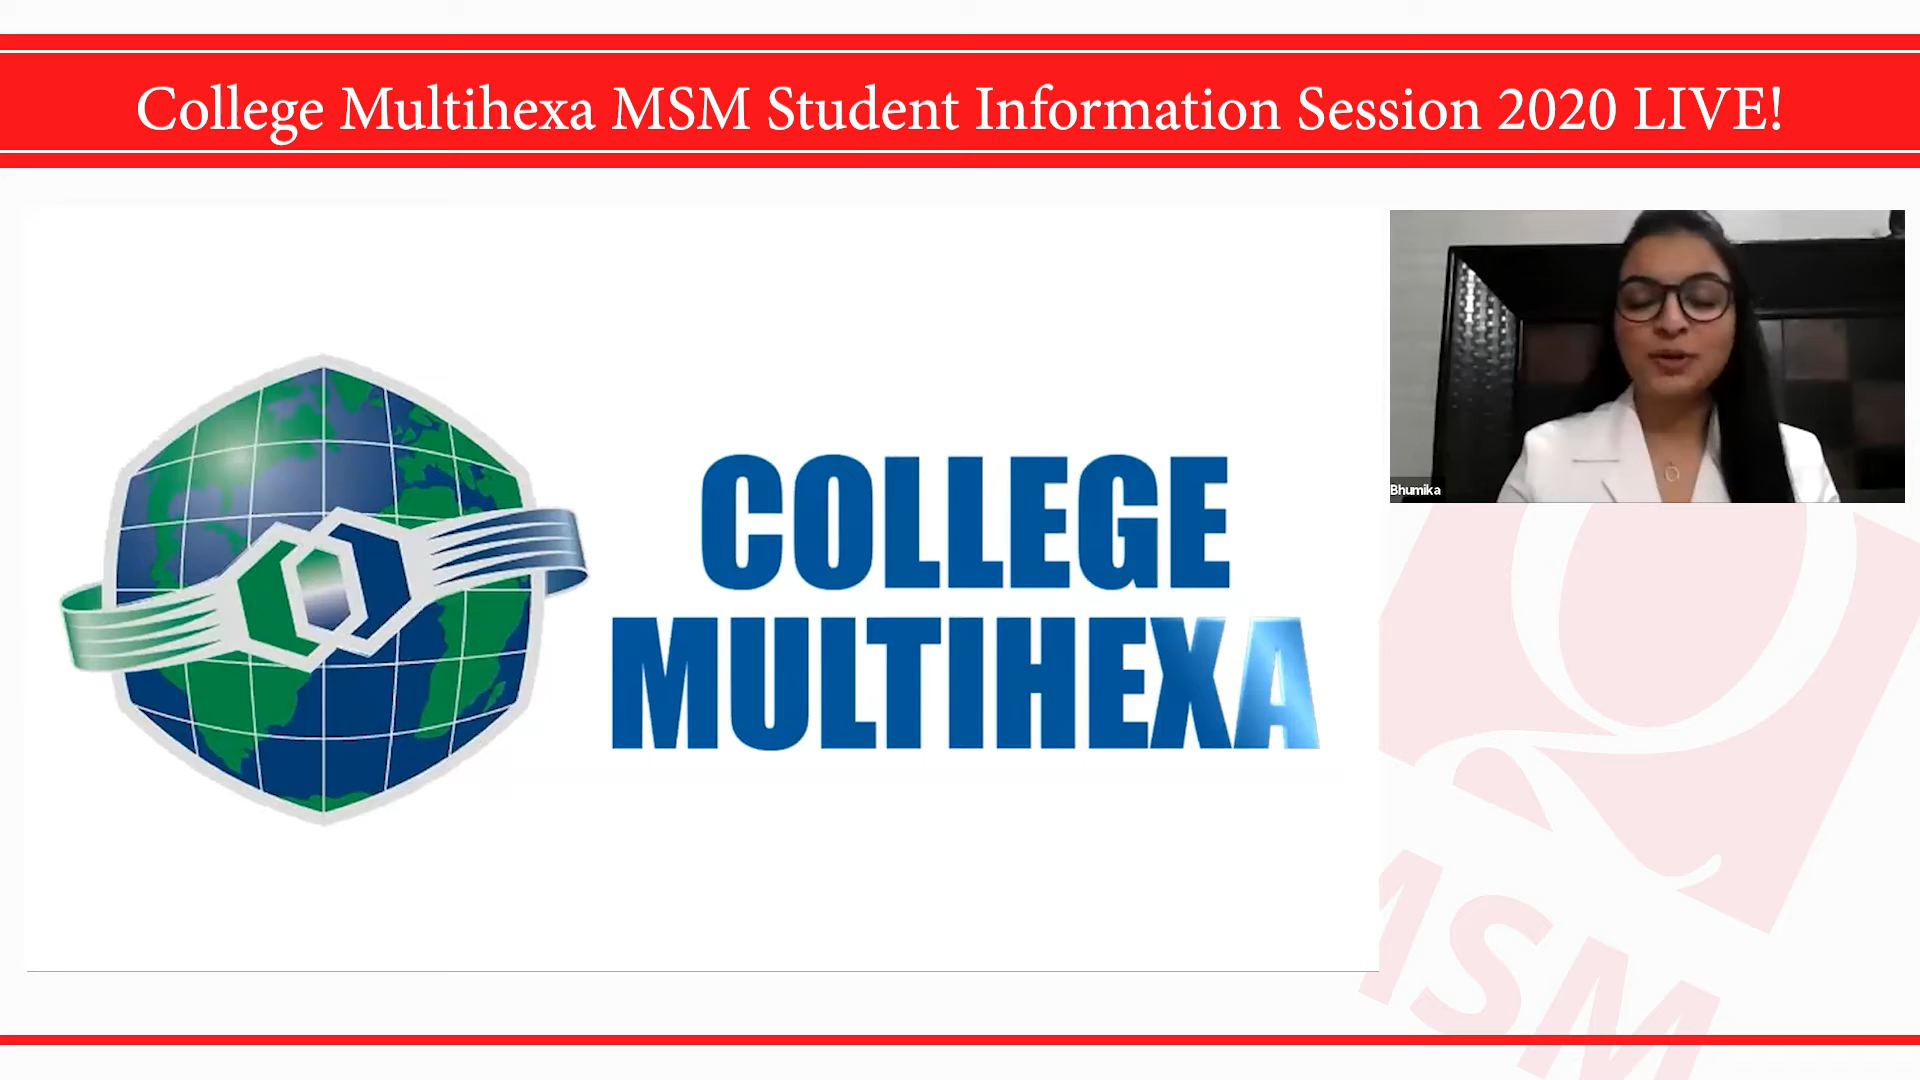 College Multihexa MSM Student Information Session 2020 LIVE!
COLLEGE
MULTIHEXA
Bhumika
MSM